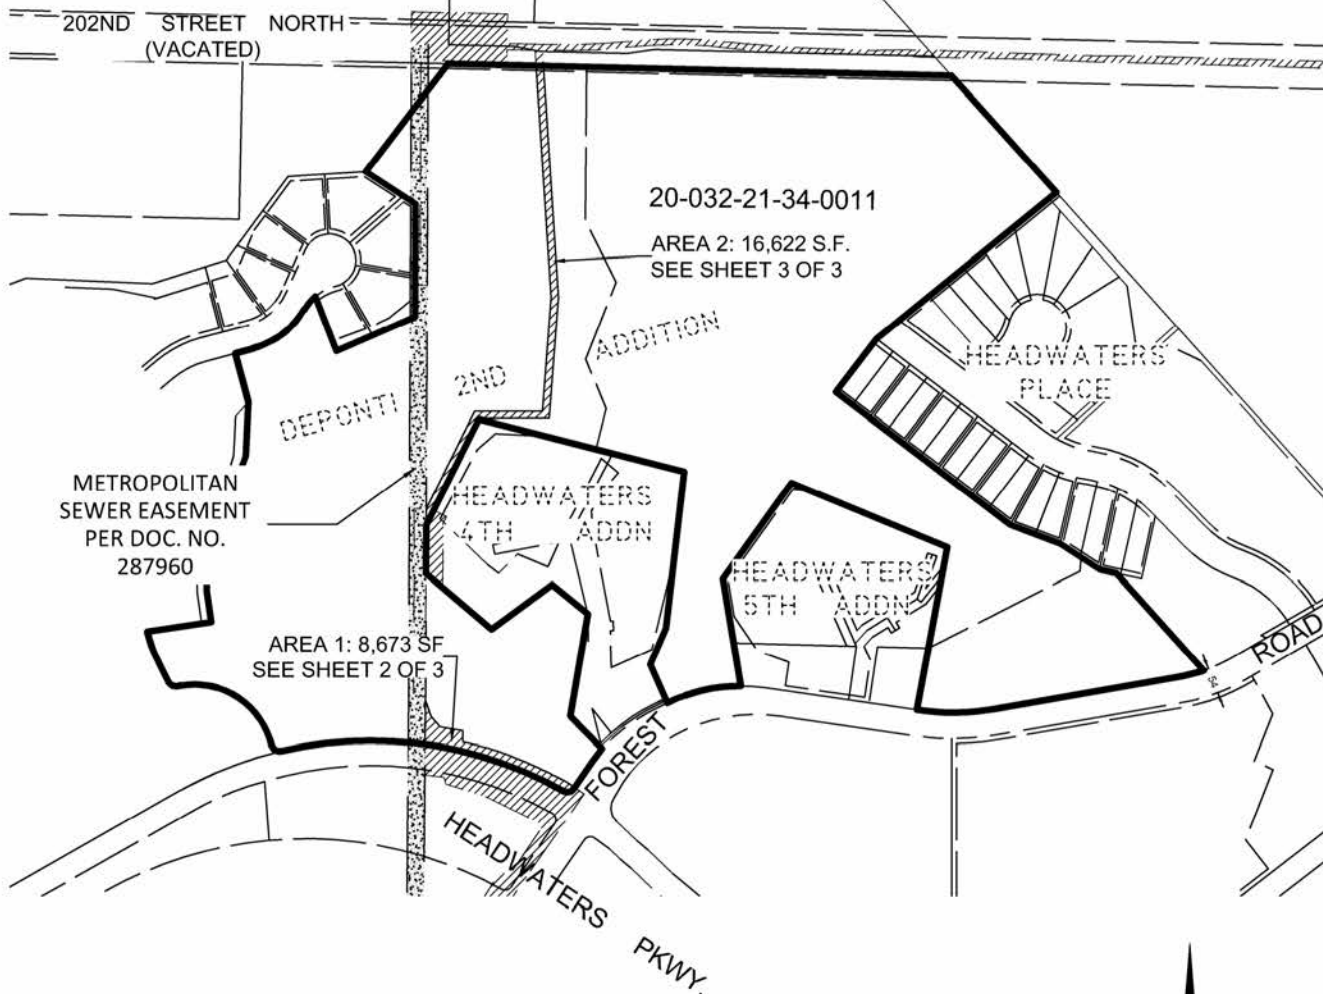 202ND STREET NORTH
(VACATED)
20-032-21-34-0011
AREA 2: 16,622 S.F.
SEE SHEET 3 OF 3
DEPONTI 2ND ADDITION
HEADWATERS
PLACE
METROPOLITAN
SEWER EASEMENT
PER DOC. NO.
287960
HEADWATERS
4TH ADDN
HEADWATERS
5TH ADDN
AREA 1: 8,673 SF
SEE SHEET 2 OF 3
FOREST ROAD
54
HEADWATERS PKWY.